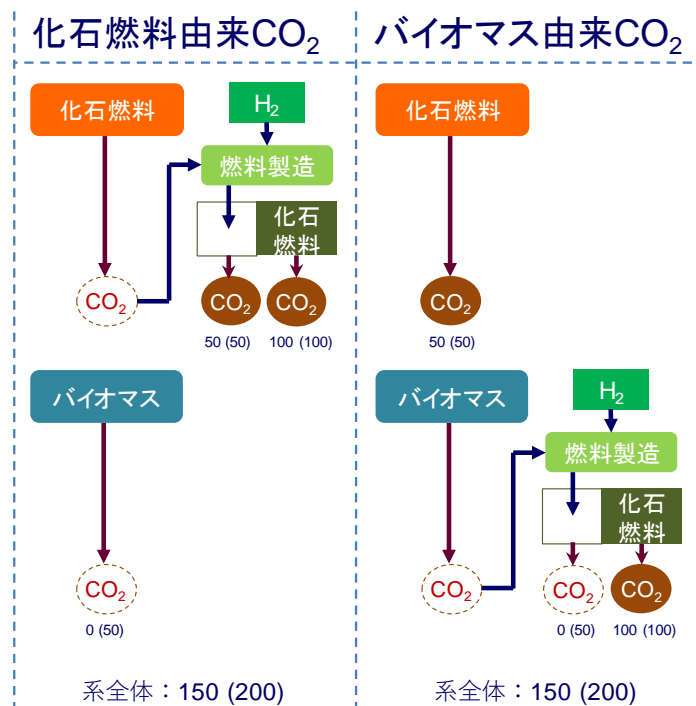 化石燃料由来CO₂
化石燃料
H₂
燃料製造
化石
燃料
CO₂
CO₂
CO₂
50 (50)
100 (100)
バイオマス
CO₂
0 (50)
系全体：150 (200)
バイオマス由来CO₂
化石燃料
CO₂
50 (50)
バイオマス
H₂
燃料製造
化石
燃料
CO₂
CO₂
CO₂
0 (50)
100 (100)
系全体：150 (200)